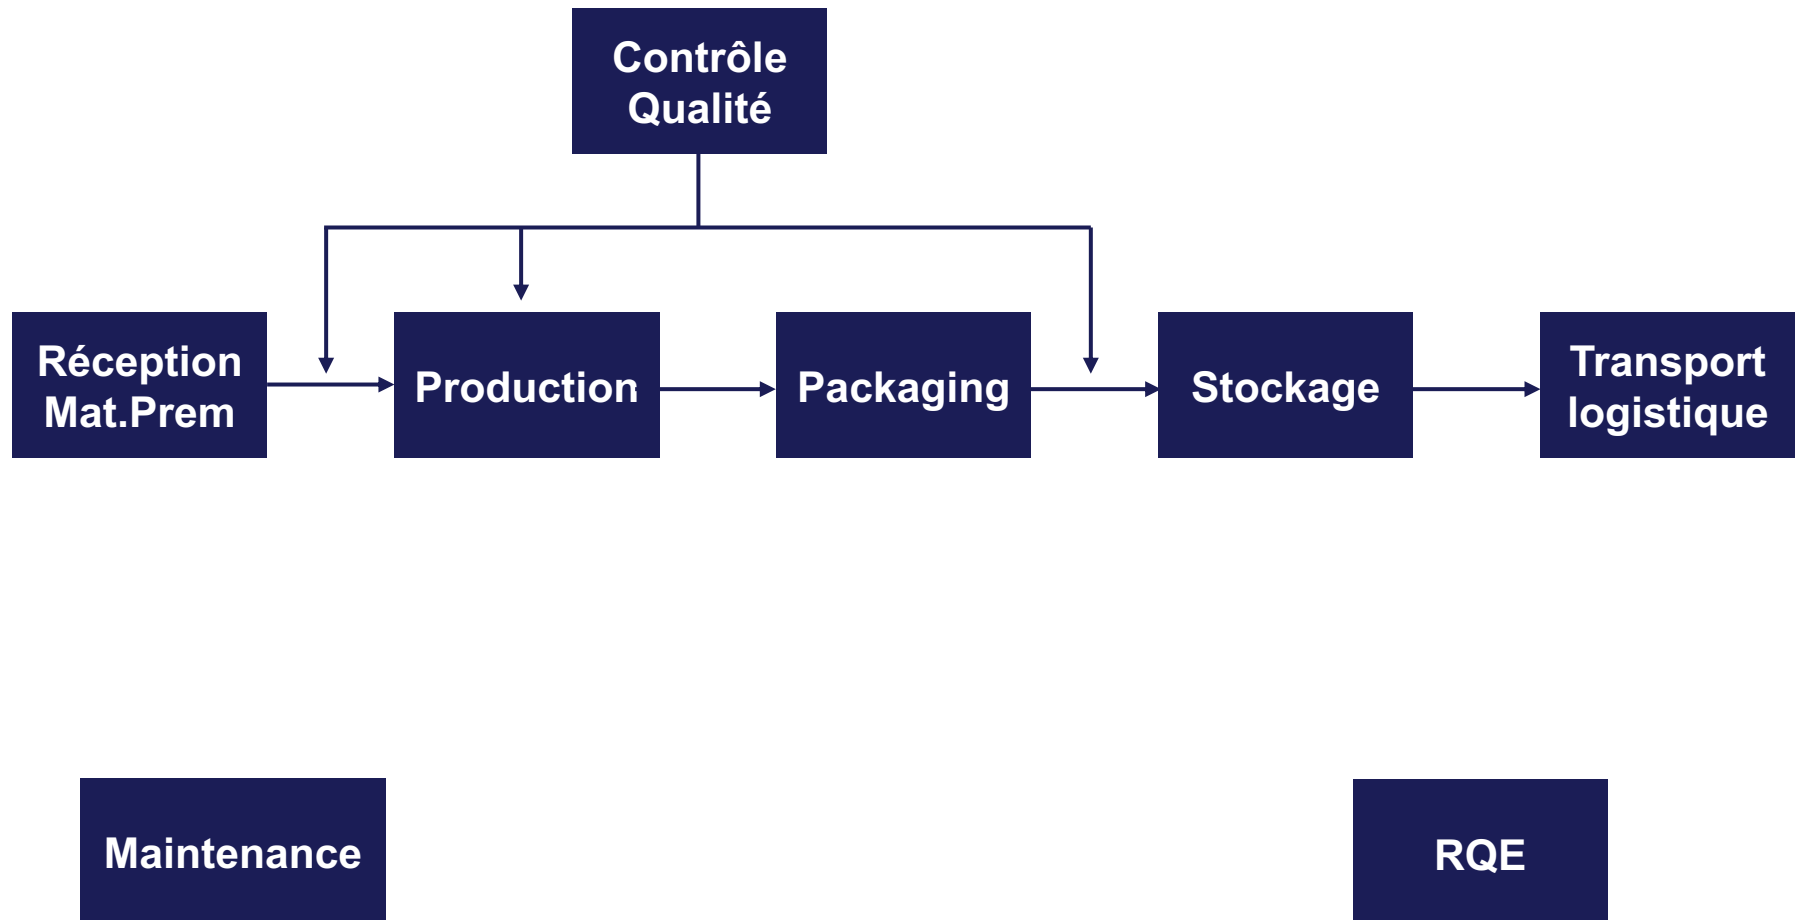 Contrôle
Qualité
Réception
Mat.Prem
Production
Packaging
Stockage
Transport
logistique
Maintenance
RQE